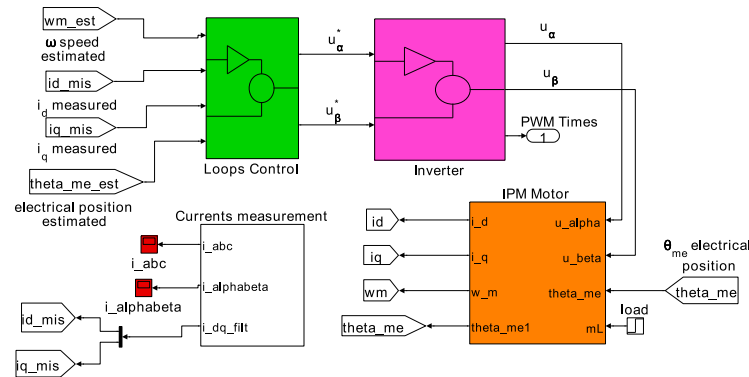 wm_est
ω speed
estimated
id_mis
i_d measured
iq_mis
i_q measured
theta_me_est
electrical position
estimated
Loops Control
u_α^*
u_β^*
Inverter
u_α
u_β
PWM Times
1
IPM Motor
u_alpha
u_beta
theta_me
mL
i_d
i_q
w_m
theta_me1
id
iq
wm
theta_me
θ_me electrical
position
theta_me
load
Currents measurement
i_abc
i_alphabeta
i_dq_filt
i_abc
i_alphabeta
id_mis
iq_mis